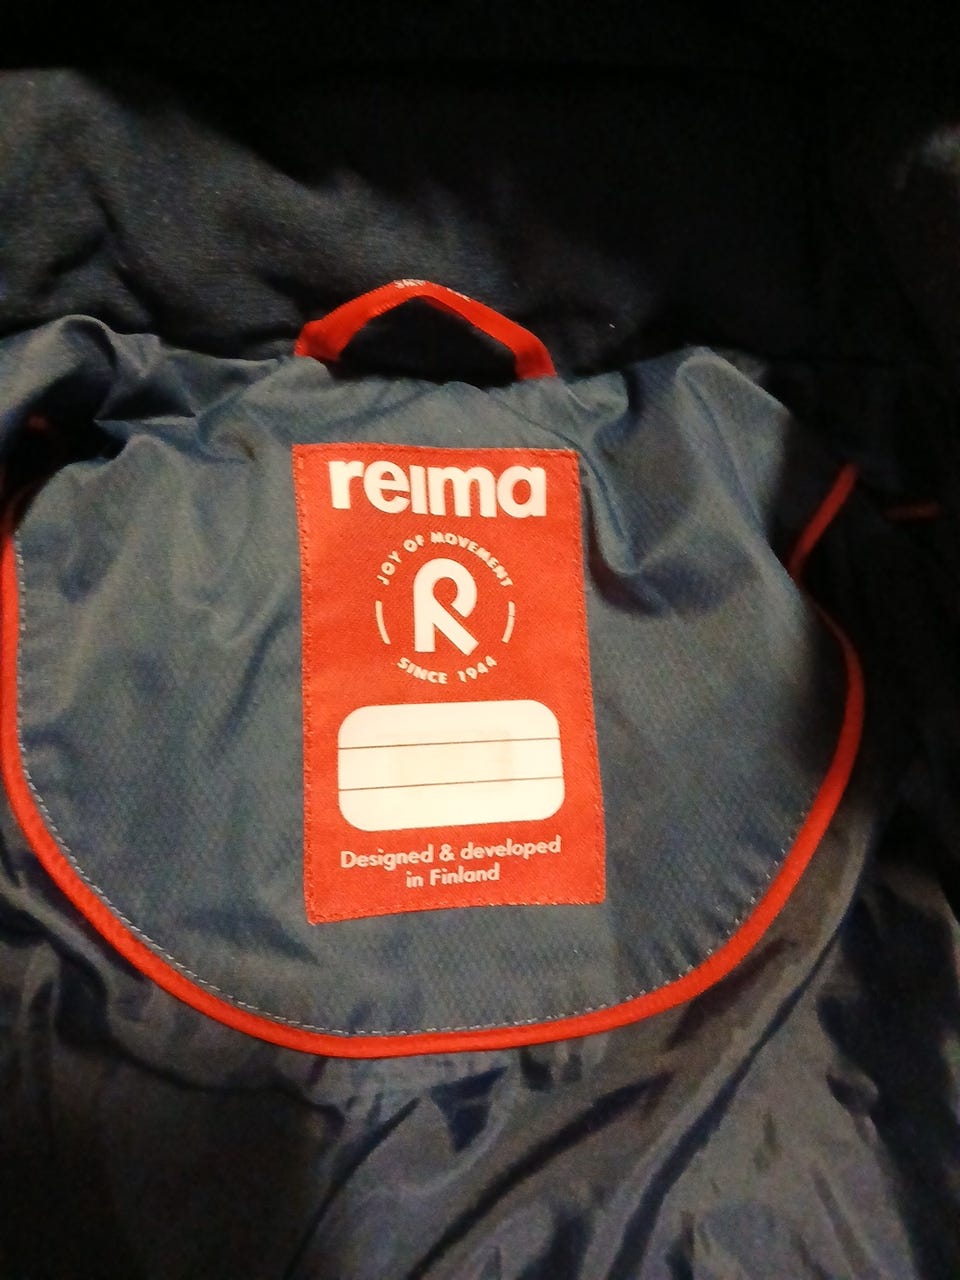 reima
JOY OF MOVEMENT
R
SINCE 1944
Designed & developed
in Finland